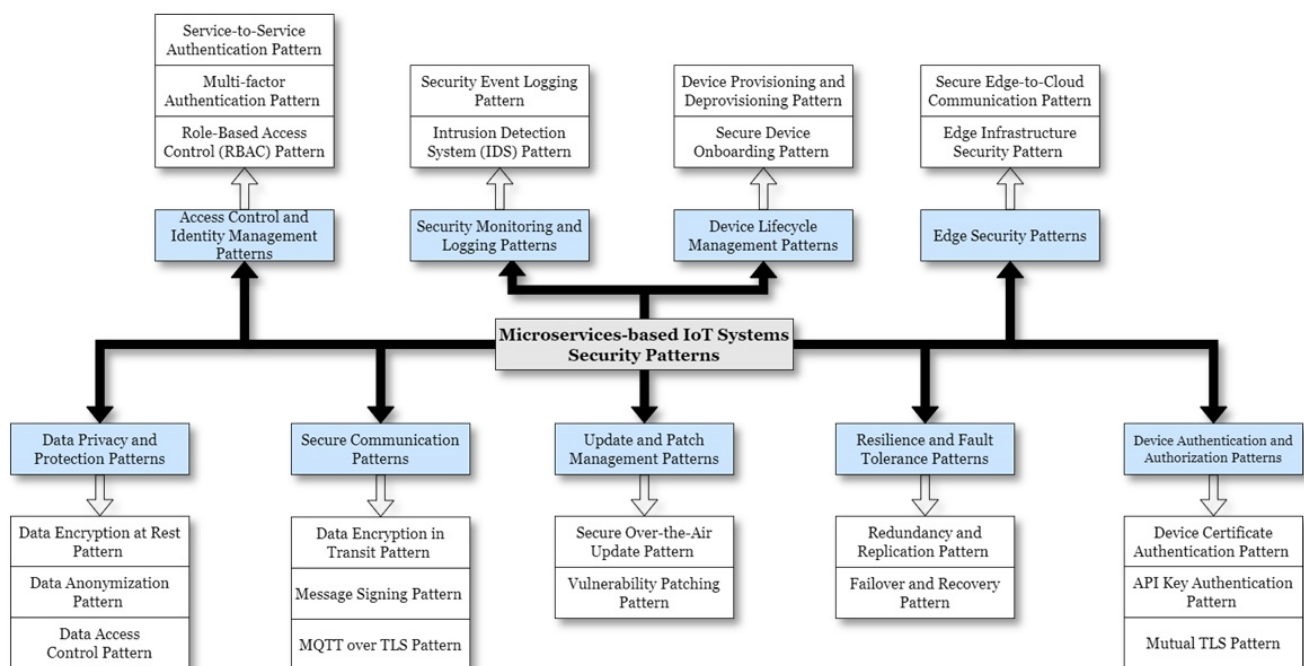 Service-to-Service
Authentication Pattern
Multi-factor
Authentication Pattern
Role-Based Access
Control (RBAC) Pattern
Security Event Logging
Pattern
Intrusion Detection
System (IDS) Pattern
Device Provisioning and
Deprovisioning Pattern
Secure Device
Onboarding Pattern
Secure Edge-to-Cloud
Communication Pattern
Edge Infrastructure
Security Pattern
Access Control and
Identity Management
Patterns
Security Monitoring and
Logging Patterns
Device Lifecycle
Management Patterns
Edge Security Patterns
Microservices-based IoT Systems
Security Patterns
Data Privacy and
Protection Patterns
Secure Communication
Patterns
Update and Patch
Management Patterns
Resilience and Fault
Tolerance Patterns
Device Authentication and
Authorization Patterns
Data Encryption at Rest
Pattern
Data Anonymization
Pattern
Data Access
Control Pattern
Data Encryption in
Transit Pattern
Message Signing Pattern
MQTT over TLS Pattern
Secure Over-the-Air
Update Pattern
Vulnerability Patching
Pattern
Redundancy and
Replication Pattern
Failover and Recovery
Pattern
Device Certificate
Authentication Pattern
API Key Authentication
Pattern
Mutual TLS Pattern